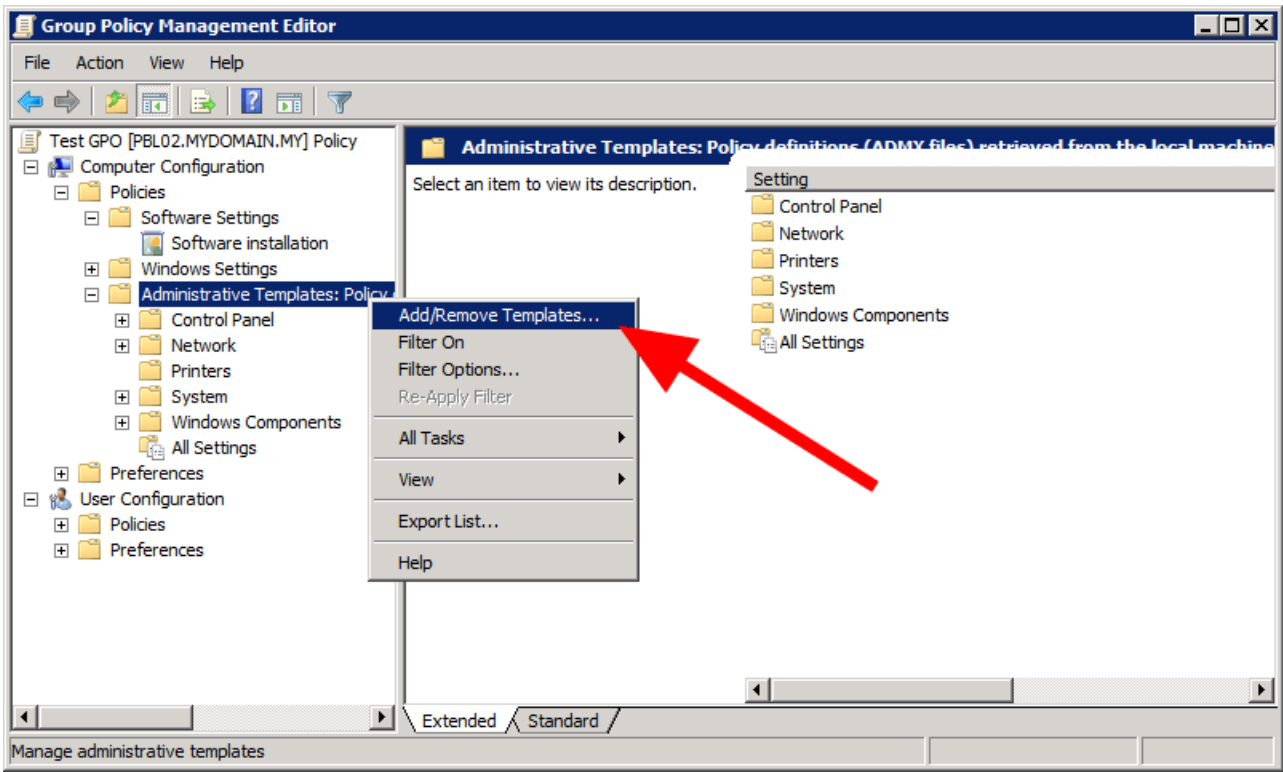 Group Policy Management Editor
File Action View Help
Test GPO [PBL02.MYDOMAIN.MY] Policy
Computer Configuration
Policies
Software Settings
Software installation
Windows Settings
Administrative Templates: Policy
Control Panel
Network
Printers
System
Windows Components
All Settings
Preferences
User Configuration
Policies
Preferences
Add/Remove Templates...
Filter On
Filter Options...
Re-Apply Filter
All Tasks
View
Export List...
Help
Administrative Templates: Policy definitions (ADMX files) retrieved from the local machine
Select an item to view its description.
Setting
Control Panel
Network
Printers
System
Windows Components
All Settings
Extended Standard
Manage administrative templates